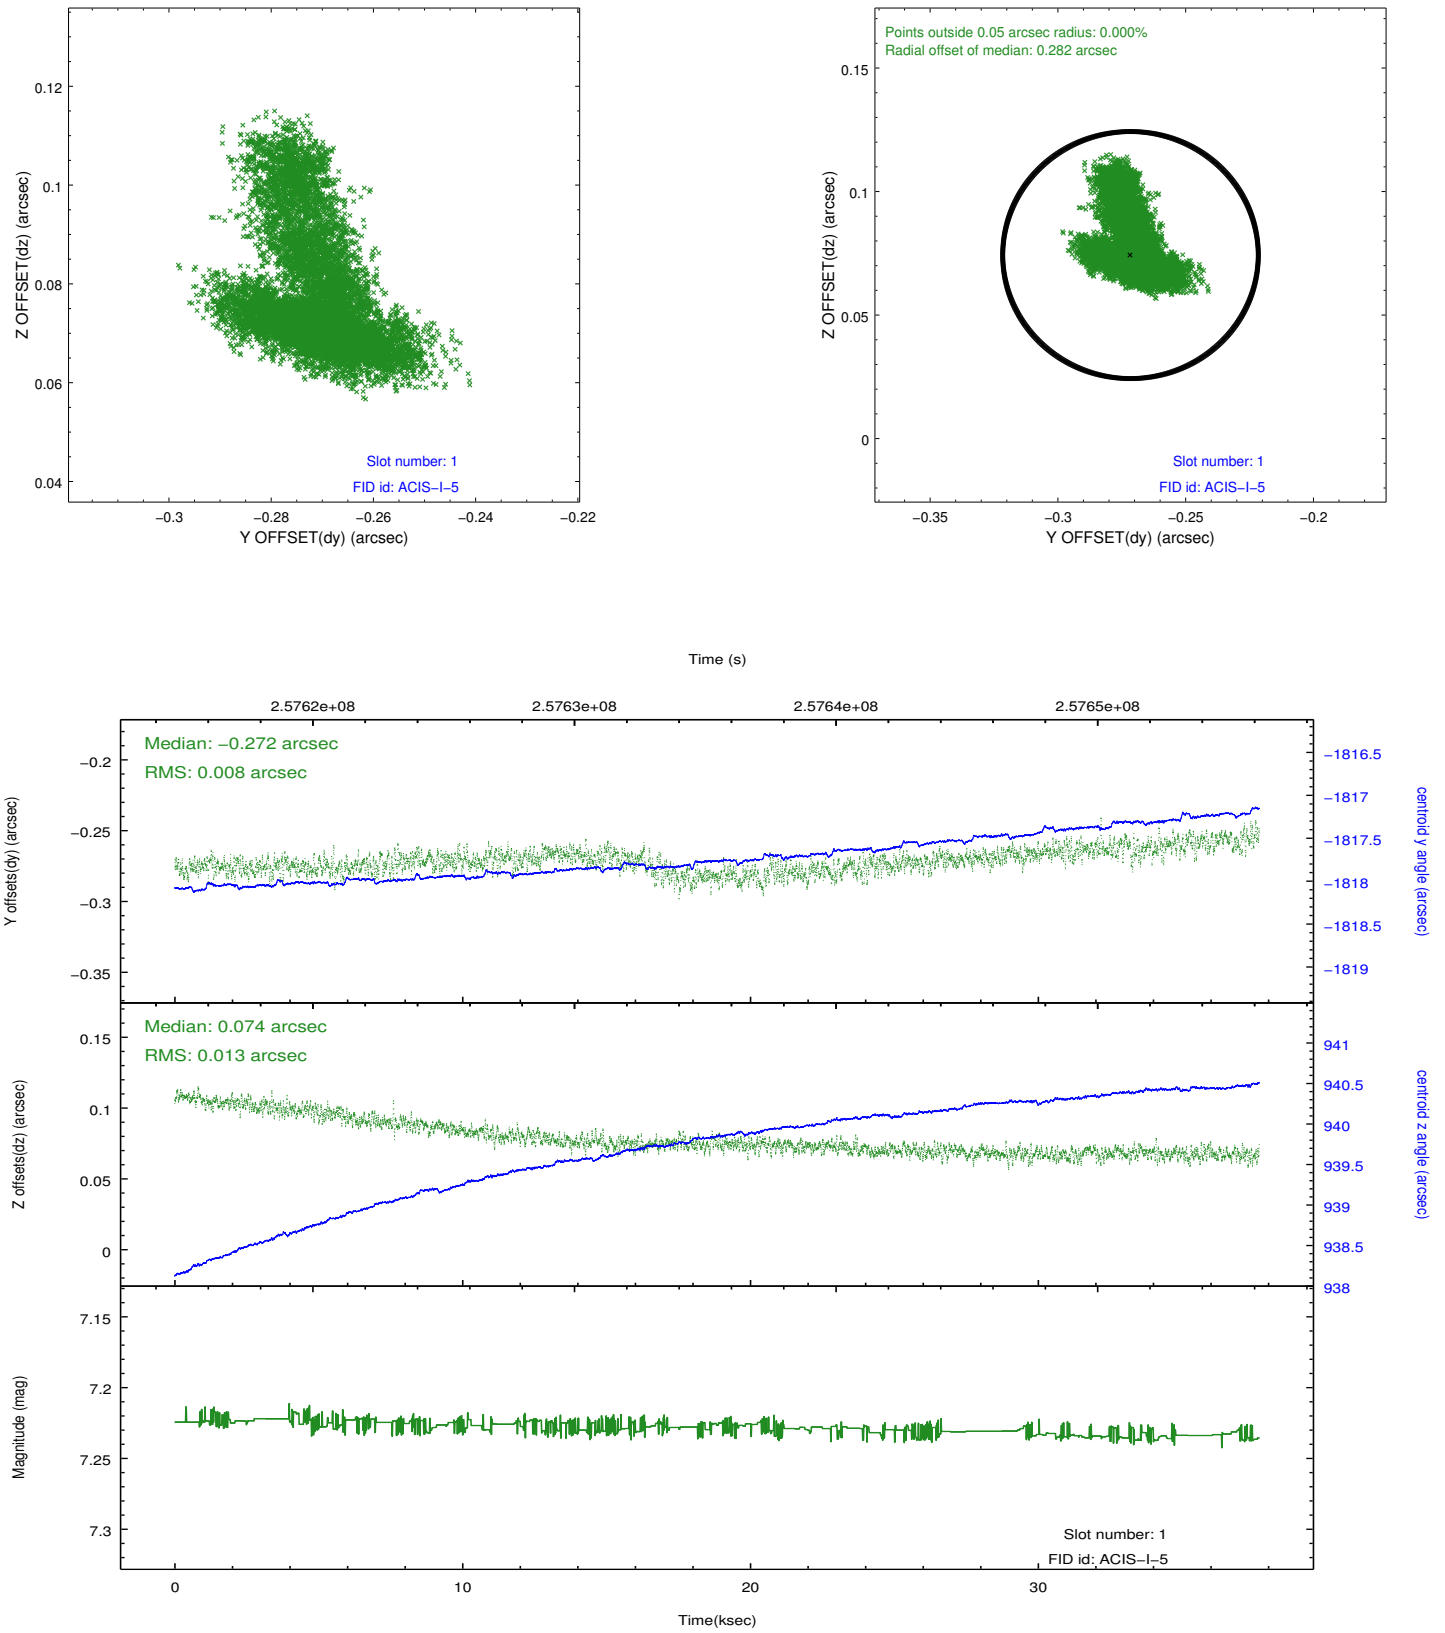 0.12
0.1
0.08
0.06
0.04
Z OFFSET(dz) (arcsec)
Slot number: 1
FID id: ACIS−I−5
−0.3 −0.28 −0.26 −0.24 −0.22
Y OFFSET(dy) (arcsec)
Points outside 0.05 arcsec radius: 0.000%
Radial offset of median: 0.282 arcsec
0.15
0.1
0.05
0
Z OFFSET(dz) (arcsec)
Slot number: 1
FID id: ACIS−I−5
−0.35 −0.3 −0.25 −0.2
Y OFFSET(dy) (arcsec)
Time (s)
2.5762e+08 2.5763e+08 2.5764e+08 2.5765e+08
Median: −0.272 arcsec
RMS: 0.008 arcsec
−0.2
−0.25
−0.3
−0.35
Y offsets(dy) (arcsec)
−1816.5
−1817
−1817.5
−1818
−1818.5
−1819
centroid y angle (arcsec)
Median: 0.074 arcsec
RMS: 0.013 arcsec
0.15
0.1
0.05
0
Z offsets(dz) (arcsec)
941
940.5
940
939.5
939
938.5
938
centroid z angle (arcsec)
7.15
7.2
7.25
7.3
Magnitude (mag)
Slot number: 1
FID id: ACIS−I−5
0 10 20 30
Time(ksec)